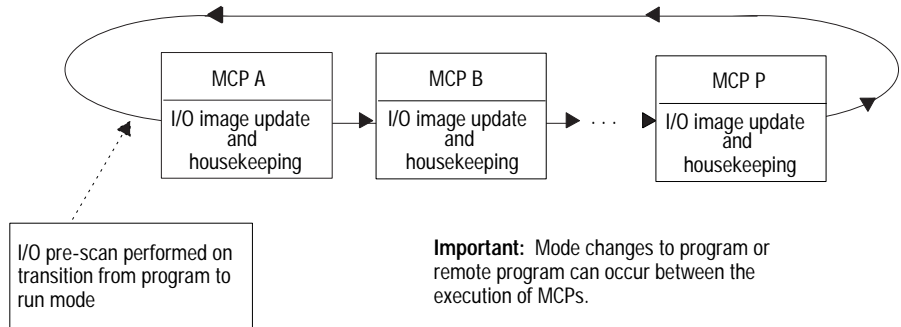 MCP A
I/O image update
and
housekeeping
MCP B
I/O image update
and
housekeeping
. . .
MCP P
I/O image update
and
housekeeping
I/O pre-scan performed on
transition from program to
run mode
Important: Mode changes to program or
remote program can occur between the
execution of MCPs.